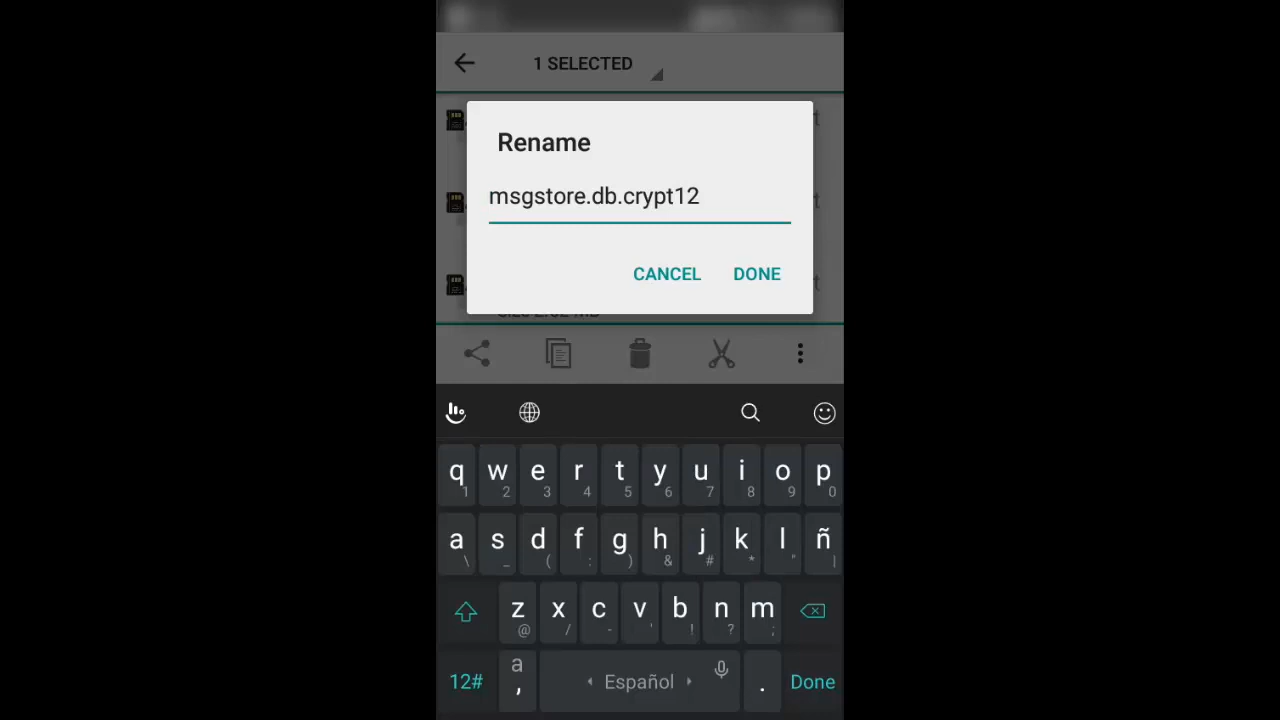 1 SELECTED
Rename
msgstore.db.crypt12
CANCEL DONE
q w e r t y u i o p
1 2 3 4 5 6 7 8 9 0
a s d f g h j k l ñ
\ _ ( : ) & # * " |
z x c v b n m
@ / - ' ! ? ;
12# a , Español . Done